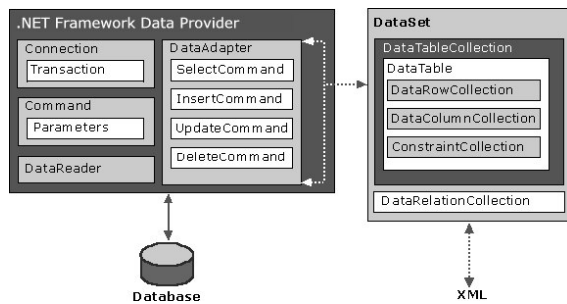 .NET Framework Data Provider
Connection
Transaction
Command
Parameters
DataReader
DataAdapter
SelectCommand
InsertCommand
UpdateCommand
DeleteCommand
Database
DataSet
DataTableCollection
DataTable
DataRowCollection
DataColumnCollection
ConstraintCollection
DataRelationCollection
XML